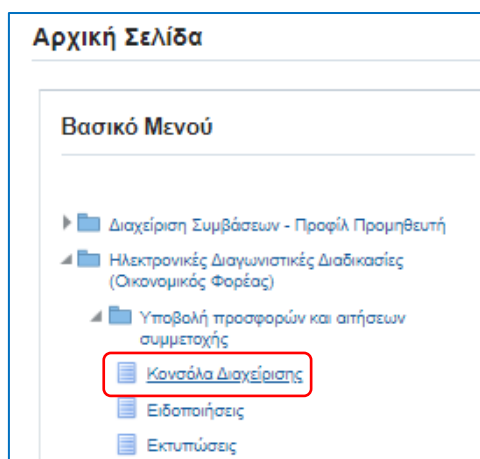 Αρχική Σελίδα
Βασικό Μενού
Διαχείριση Συμβάσεων - Προφίλ Προμηθευτή
Ηλεκτρονικές Διαγωνιστικές Διαδικασίες
(Οικονομικός Φορέας)
Υποβολή προσφορών και αιτήσεων
συμμετοχής
Κονσόλα Διαχείρισης
Ειδοποιήσεις
Εκτυπώσεις